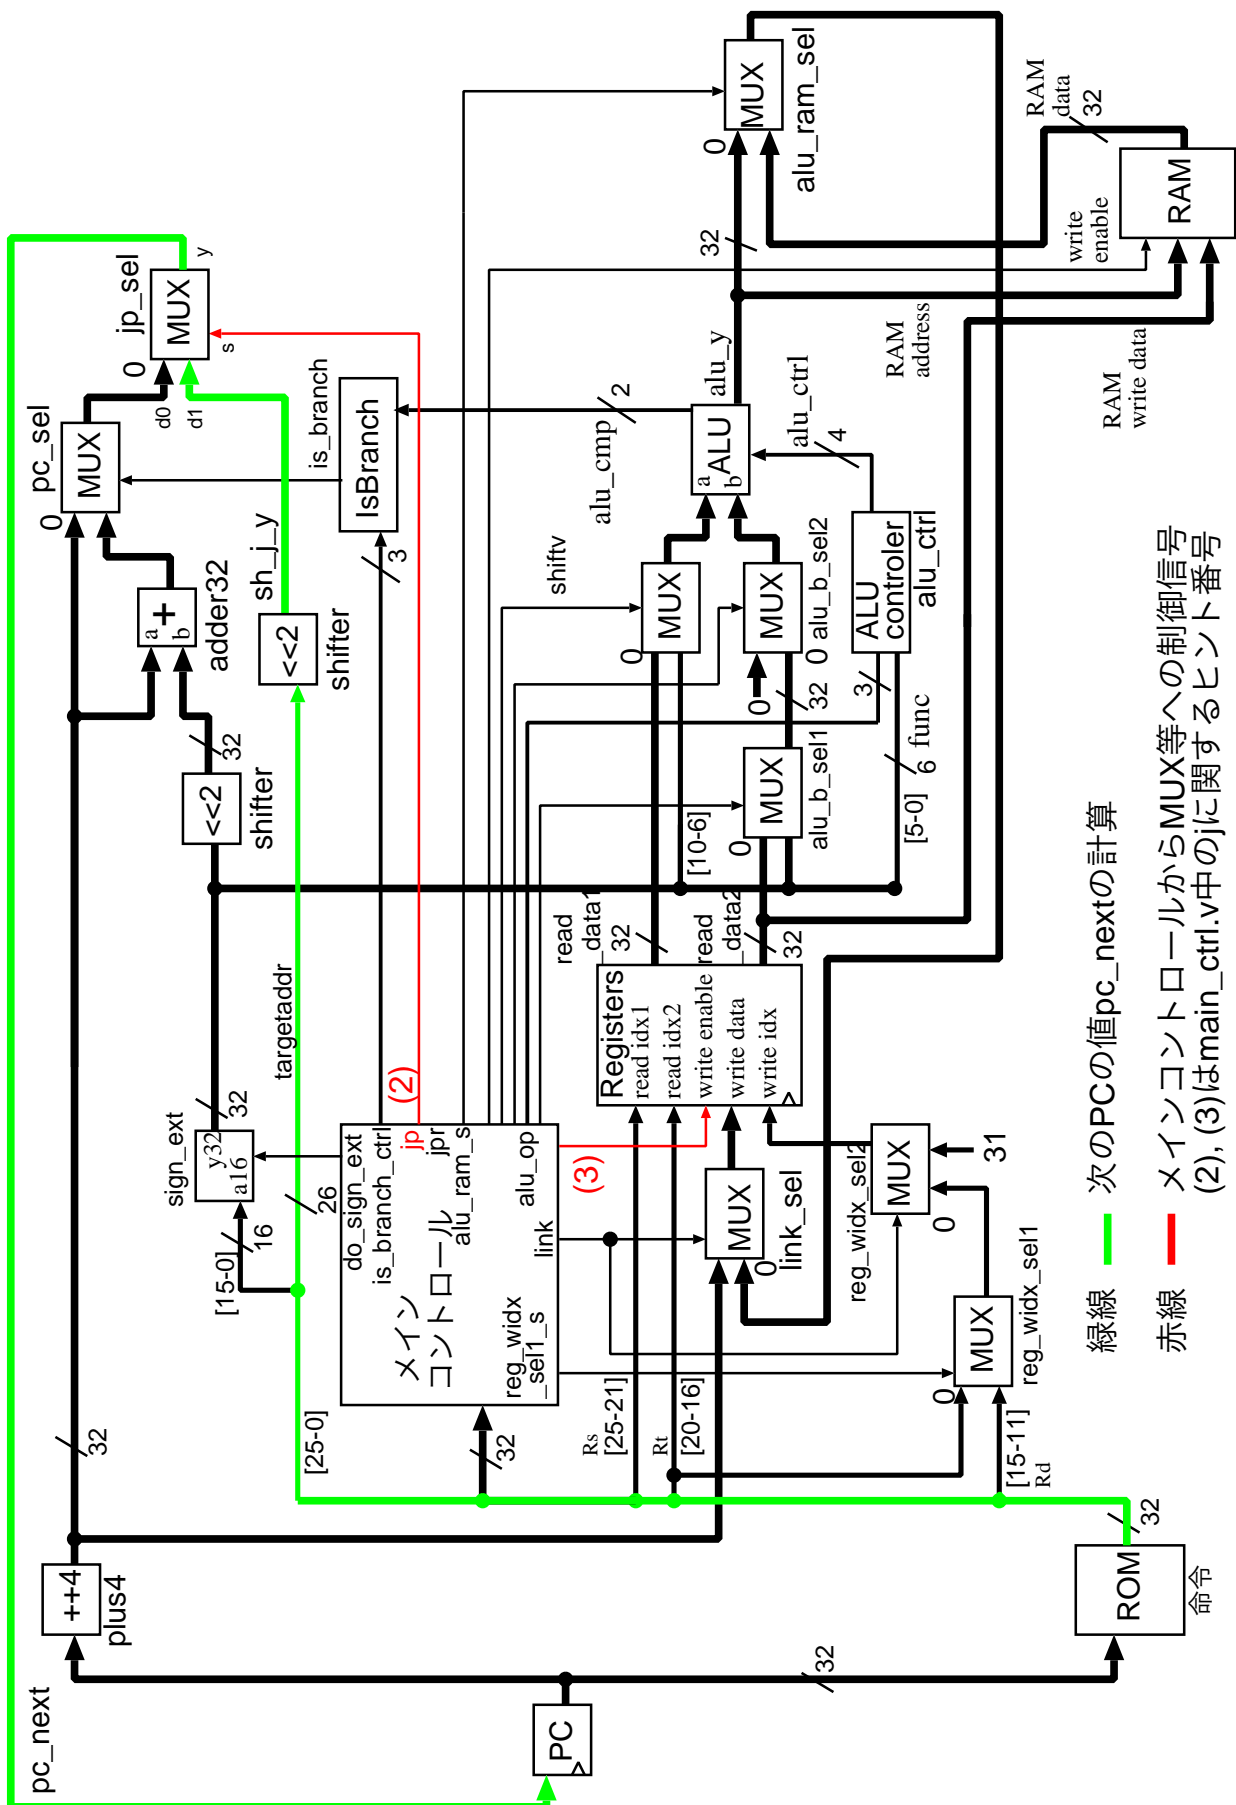 pc_next
pc_sel
jp_sel
++4
plus4
32
0
MUX
MUX
0
d0
d1
s
y
a
b
+
adder32
<<2
shifter
32
<<2
shifter
sh_j_y
is_branch
IsBranch
3
sign_ext
y32
a16
32
16
[15-0]
targetaddr
26
[25-0]
(2)
do_sign_ext
is_branch_ctrl
jp
jpr
alu_ram_s
alu_op
link
メイン
コントロール
reg_widx
_sel1_s
32
(3)
PC
32
Rs
[25-21]
Rt
[20-16]
[15-11]
Rd
Registers
read idx1
read idx2
write enable
write data
write idx
read
_data1
32
read
_data2
32
[10-6]
shiftv
0
MUX
0
MUX
0
alu_b_sel2
32
0
MUX
alu_b_sel1
alu_cmp
2
a
b
ALU
alu_y
alu_ctrl
4
ALU
controler
alu_ctrl
3
6
func
[5-0]
32
0
MUX
alu_ram_sel
MUX
0
link_sel
reg_widx_sel2
MUX
0
31
0
MUX
reg_widx_sel1
RAM
address
RAM
write data
write
enable
RAM
RAM
data
32
ROM
命令
32
緑線
次のPCの値pc_nextの計算
赤線
メインコントロールからMUX等への制御信号
(2), (3)はmain_ctrl.v中のjに関するヒント番号